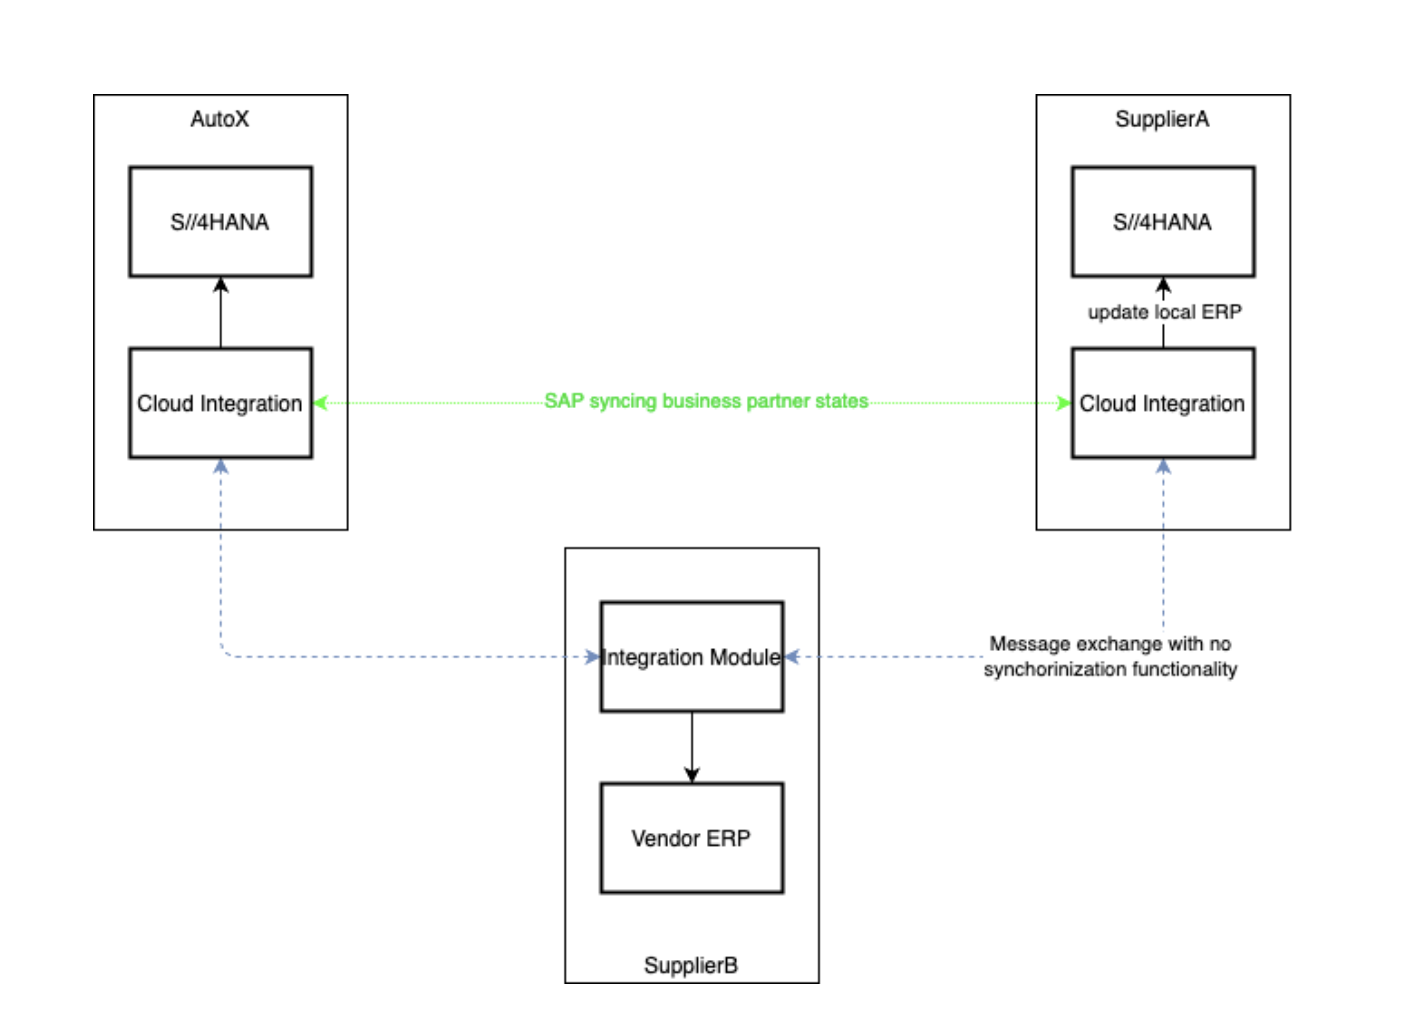 AutoX
SupplierA
S//4HANA
S//4HANA
update local ERP
Cloud Integration
SAP syncing business partner states
Cloud Integration
Integration Module
Message exchange with no
synchorinization functionality
Vendor ERP
SupplierB